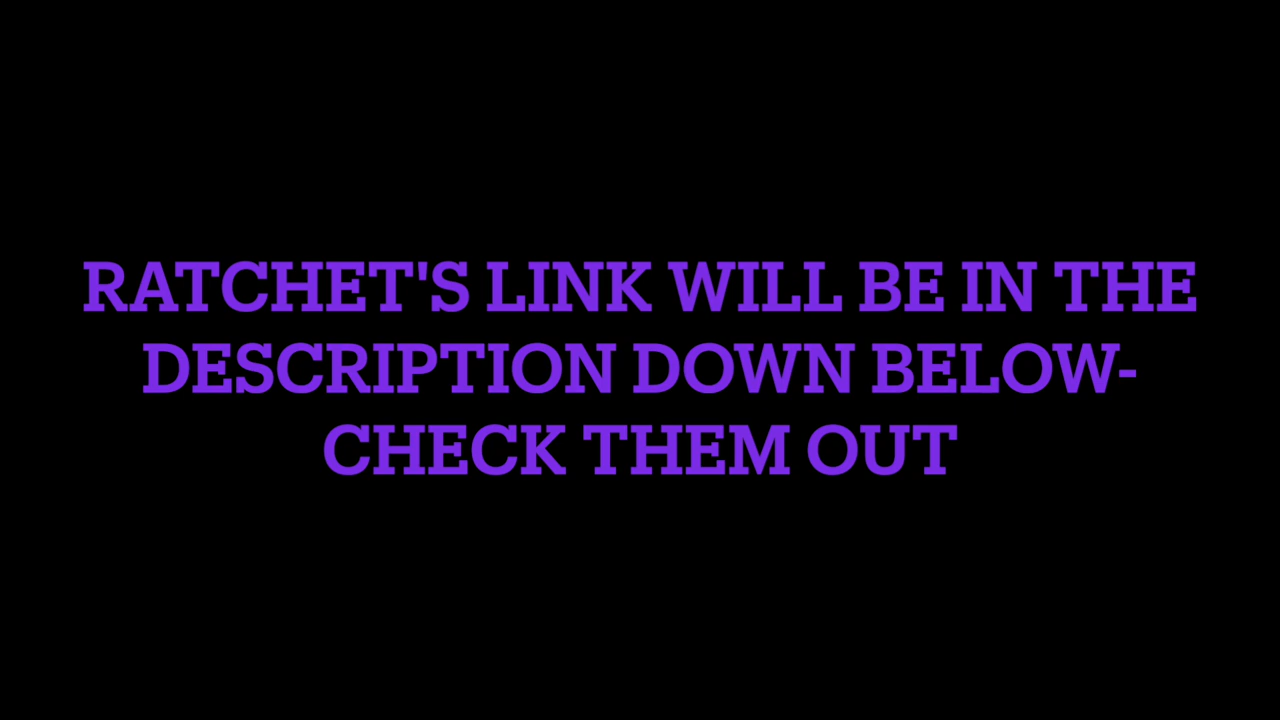 RATCHET'S LINK WILL BE IN THE
DESCRIPTION DOWN BELOW-
CHECK THEM OUT